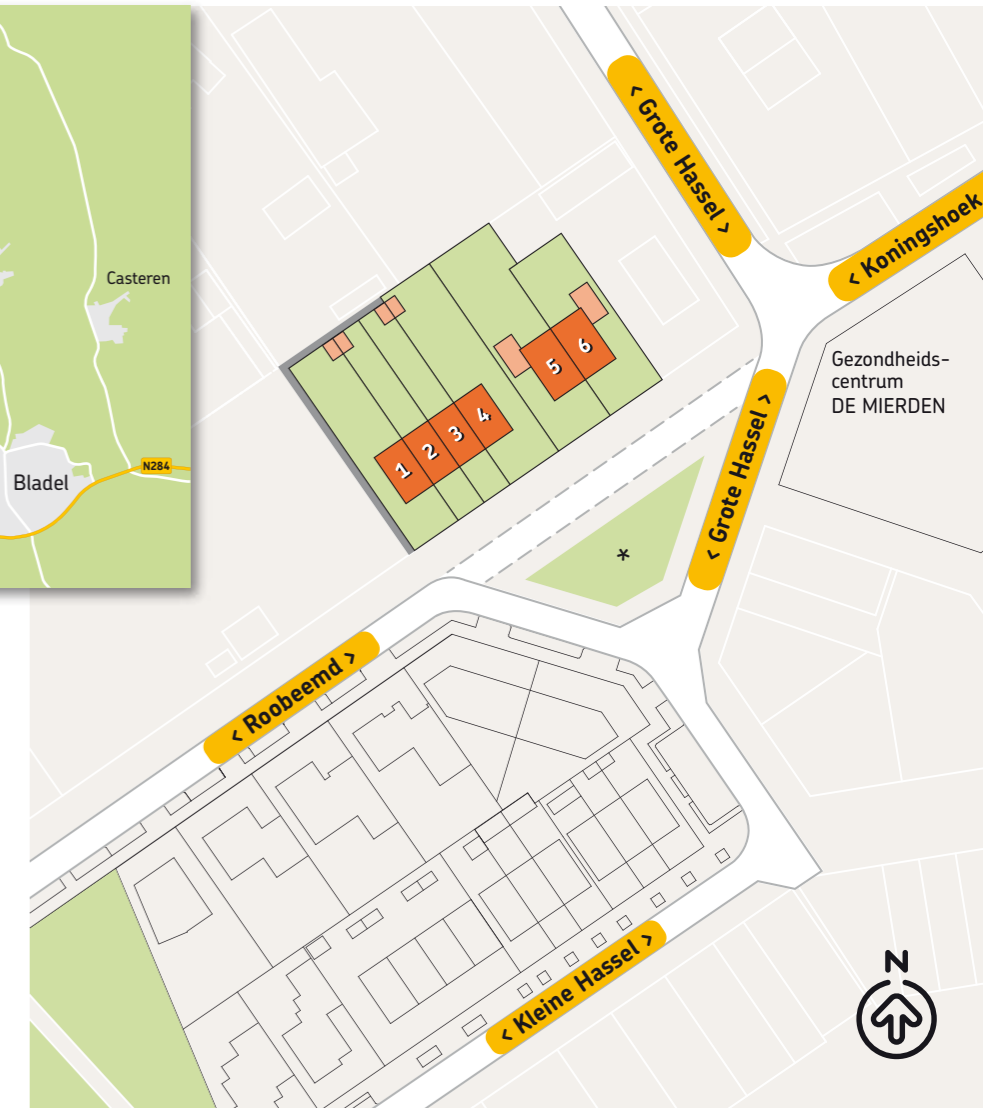 < Grote Hassel >
< Koningshoek
Casteren
N284
Bladel
Gezondheids-
centrum
DE MIERDEN
1
2
3
4
5
6
< Grote Hassel >
*
< Roobeemd >
< Kleine Hassel >
N